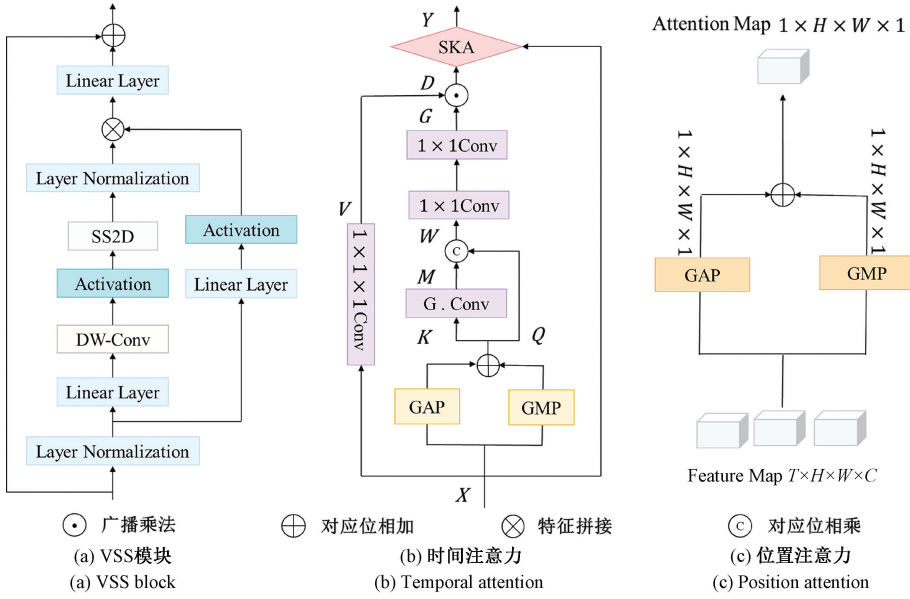 Linear Layer
Layer Normalization
SS2D
Activation
DW-Conv
Linear Layer
Layer Normalization
Activation
Linear Layer
Y
SKA
D
G
1×1Conv
1×1Conv
W
C
M
G . Conv
K
Q
V
1×1×1Conv
GAP
GMP
X
Attention Map 1×H×W×1
1×H×W×1
1×H×W×1
GAP
GMP
Feature Map T×H×W×C
广播乘法
对应位相加
特征拼接
C 对应位相乘
(a) VSS模块
(b) 时间注意力
(c) 位置注意力
(a) VSS block
(b) Temporal attention
(c) Position attention